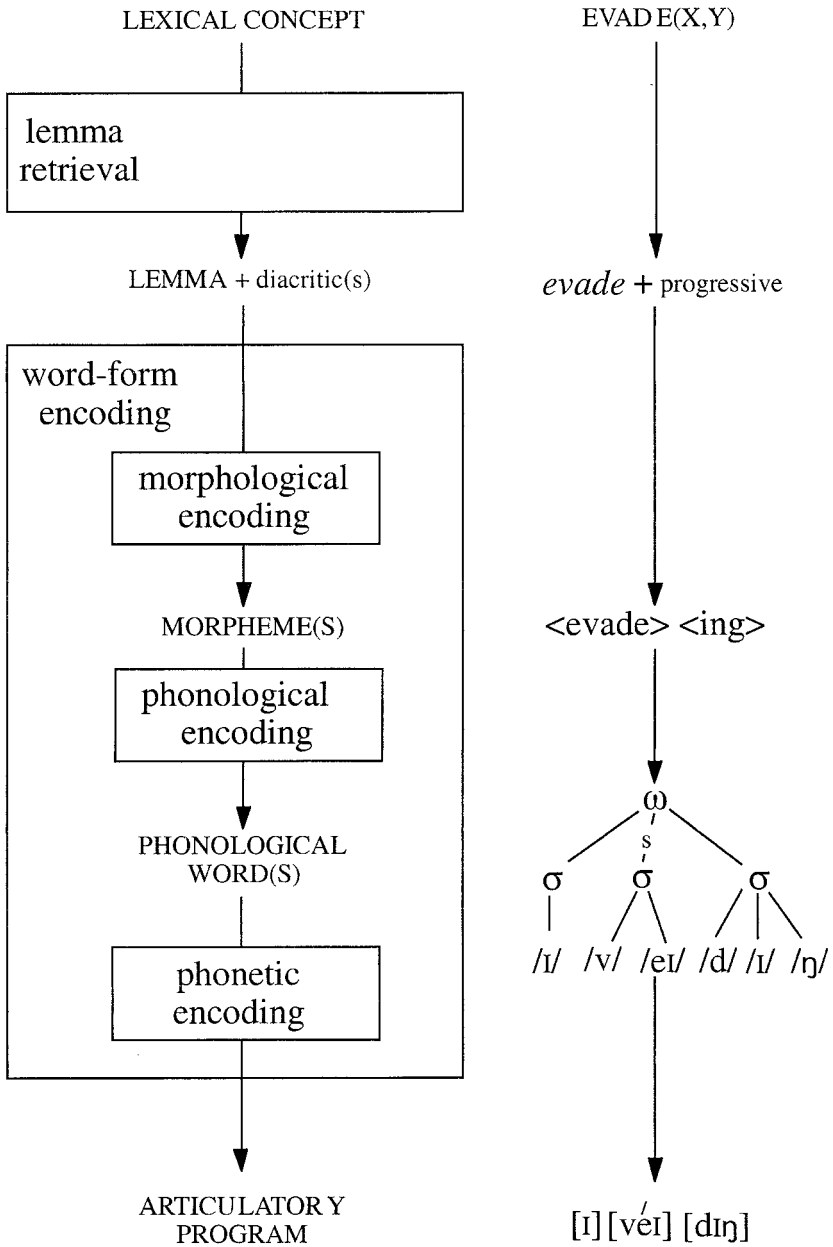 LEXICAL CONCEPT
lemma
retrieval
LEMMA + diacritic(s)
word-form
encoding
morphological
encoding
MORPHEME(S)
phonological
encoding
PHONOLOGICAL
WORD(S)
phonetic
encoding
ARTICULATORY
PROGRAM
EVADE(X,Y)
evade + progressive
<evade> <ing>
ω
s
σ σ σ
/ɪ/ /v/ /eɪ/ /d/ /ɪ/ /ŋ/
[ɪ] [véɪ] [dɪŋ]